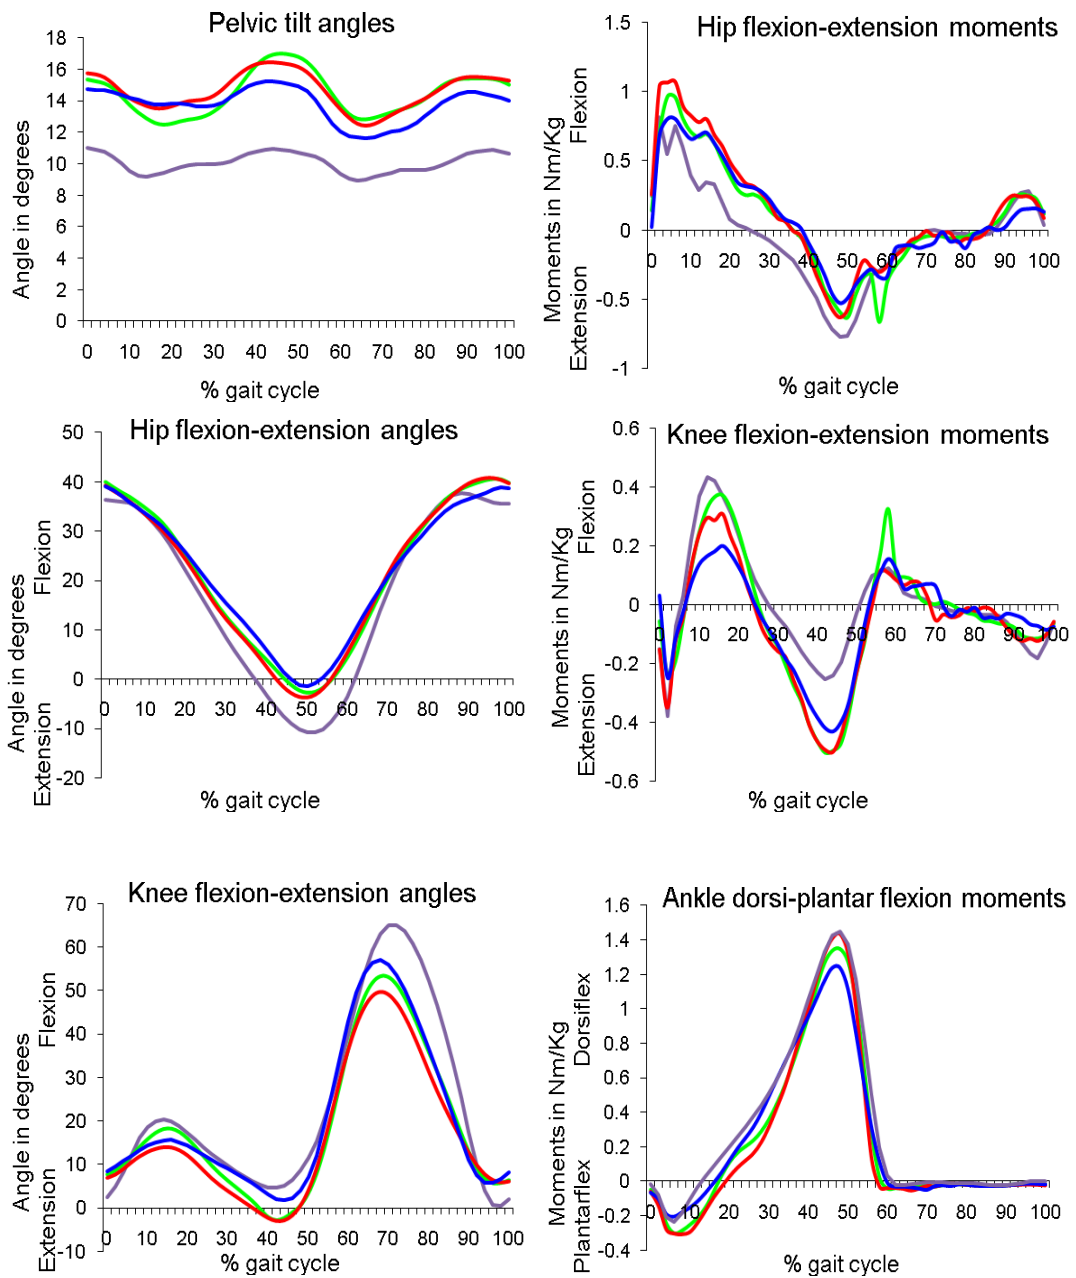 Pelvic tilt angles
Angle in degrees
18
16
14
12
10
8
6
4
2
0
0 10 20 30 40 50 60 70 80 90 100
% gait cycle
Hip flexion-extension moments
Moments in Nm/Kg
Extension Flexion
1.5
1
0.5
0
-0.5
-1
0 10 20 30 40 50 60 70 80 90 100
% gait cycle
Hip flexion-extension angles
Angle in degrees
Extension Flexion
50
40
30
20
10
0
-10
-20
0 10 20 30 40 50 60 70 80 90 100
% gait cycle
Knee flexion-extension moments
Moments in Nm/Kg
Extension Flexion
0.6
0.4
0.2
0
-0.2
-0.4
-0.6
0 10 20 30 40 50 60 70 80 90 100
% gait cycle
Knee flexion-extension angles
Angle in degrees
Extension Flexion
70
60
50
40
30
20
10
0
-10
0 10 20 30 40 50 60 70 80 90 100
% gait cycle
Ankle dorsi-plantar flexion moments
Moments in Nm/Kg
Plantarflex Dorsiflex
1.6
1.4
1.2
1
0.8
0.6
0.4
0.2
0
-0.2
-0.4
0 10 20 30 40 50 60 70 80 90 100
% gait cycle